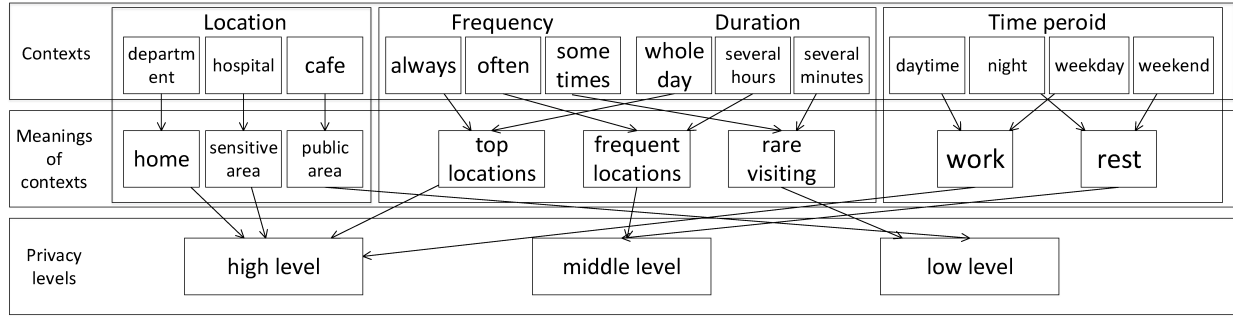 Location
Frequency
Duration
Time peroid
Contexts
departm
ent
hospital
cafe
always
often
some
times
whole
day
several
hours
several
minutes
daytime
night
weekday
weekend
Meanings
of
contexts
home
sensitive
area
public
area
top
locations
frequent
locations
rare
visiting
work
rest
Privacy
levels
high level
middle level
low level